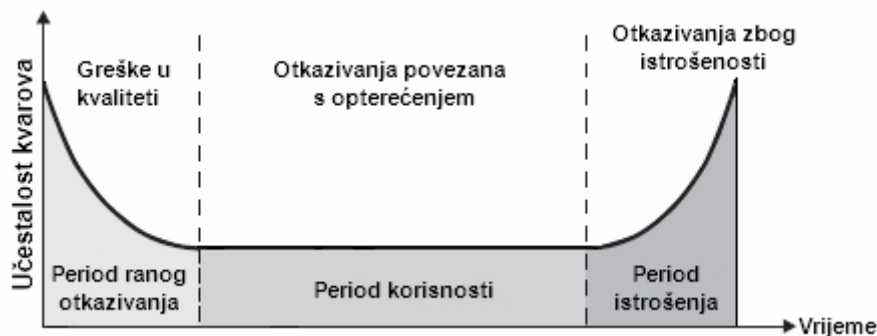 Učestalost kvarova
Greške u
kvaliteti
Otkazivanja povezana
s opterećenjem
Otkazivanja zbog
istrošenosti
Period ranog
otkazivanja
Period korisnosti
Period
istrošenja
Vrijeme